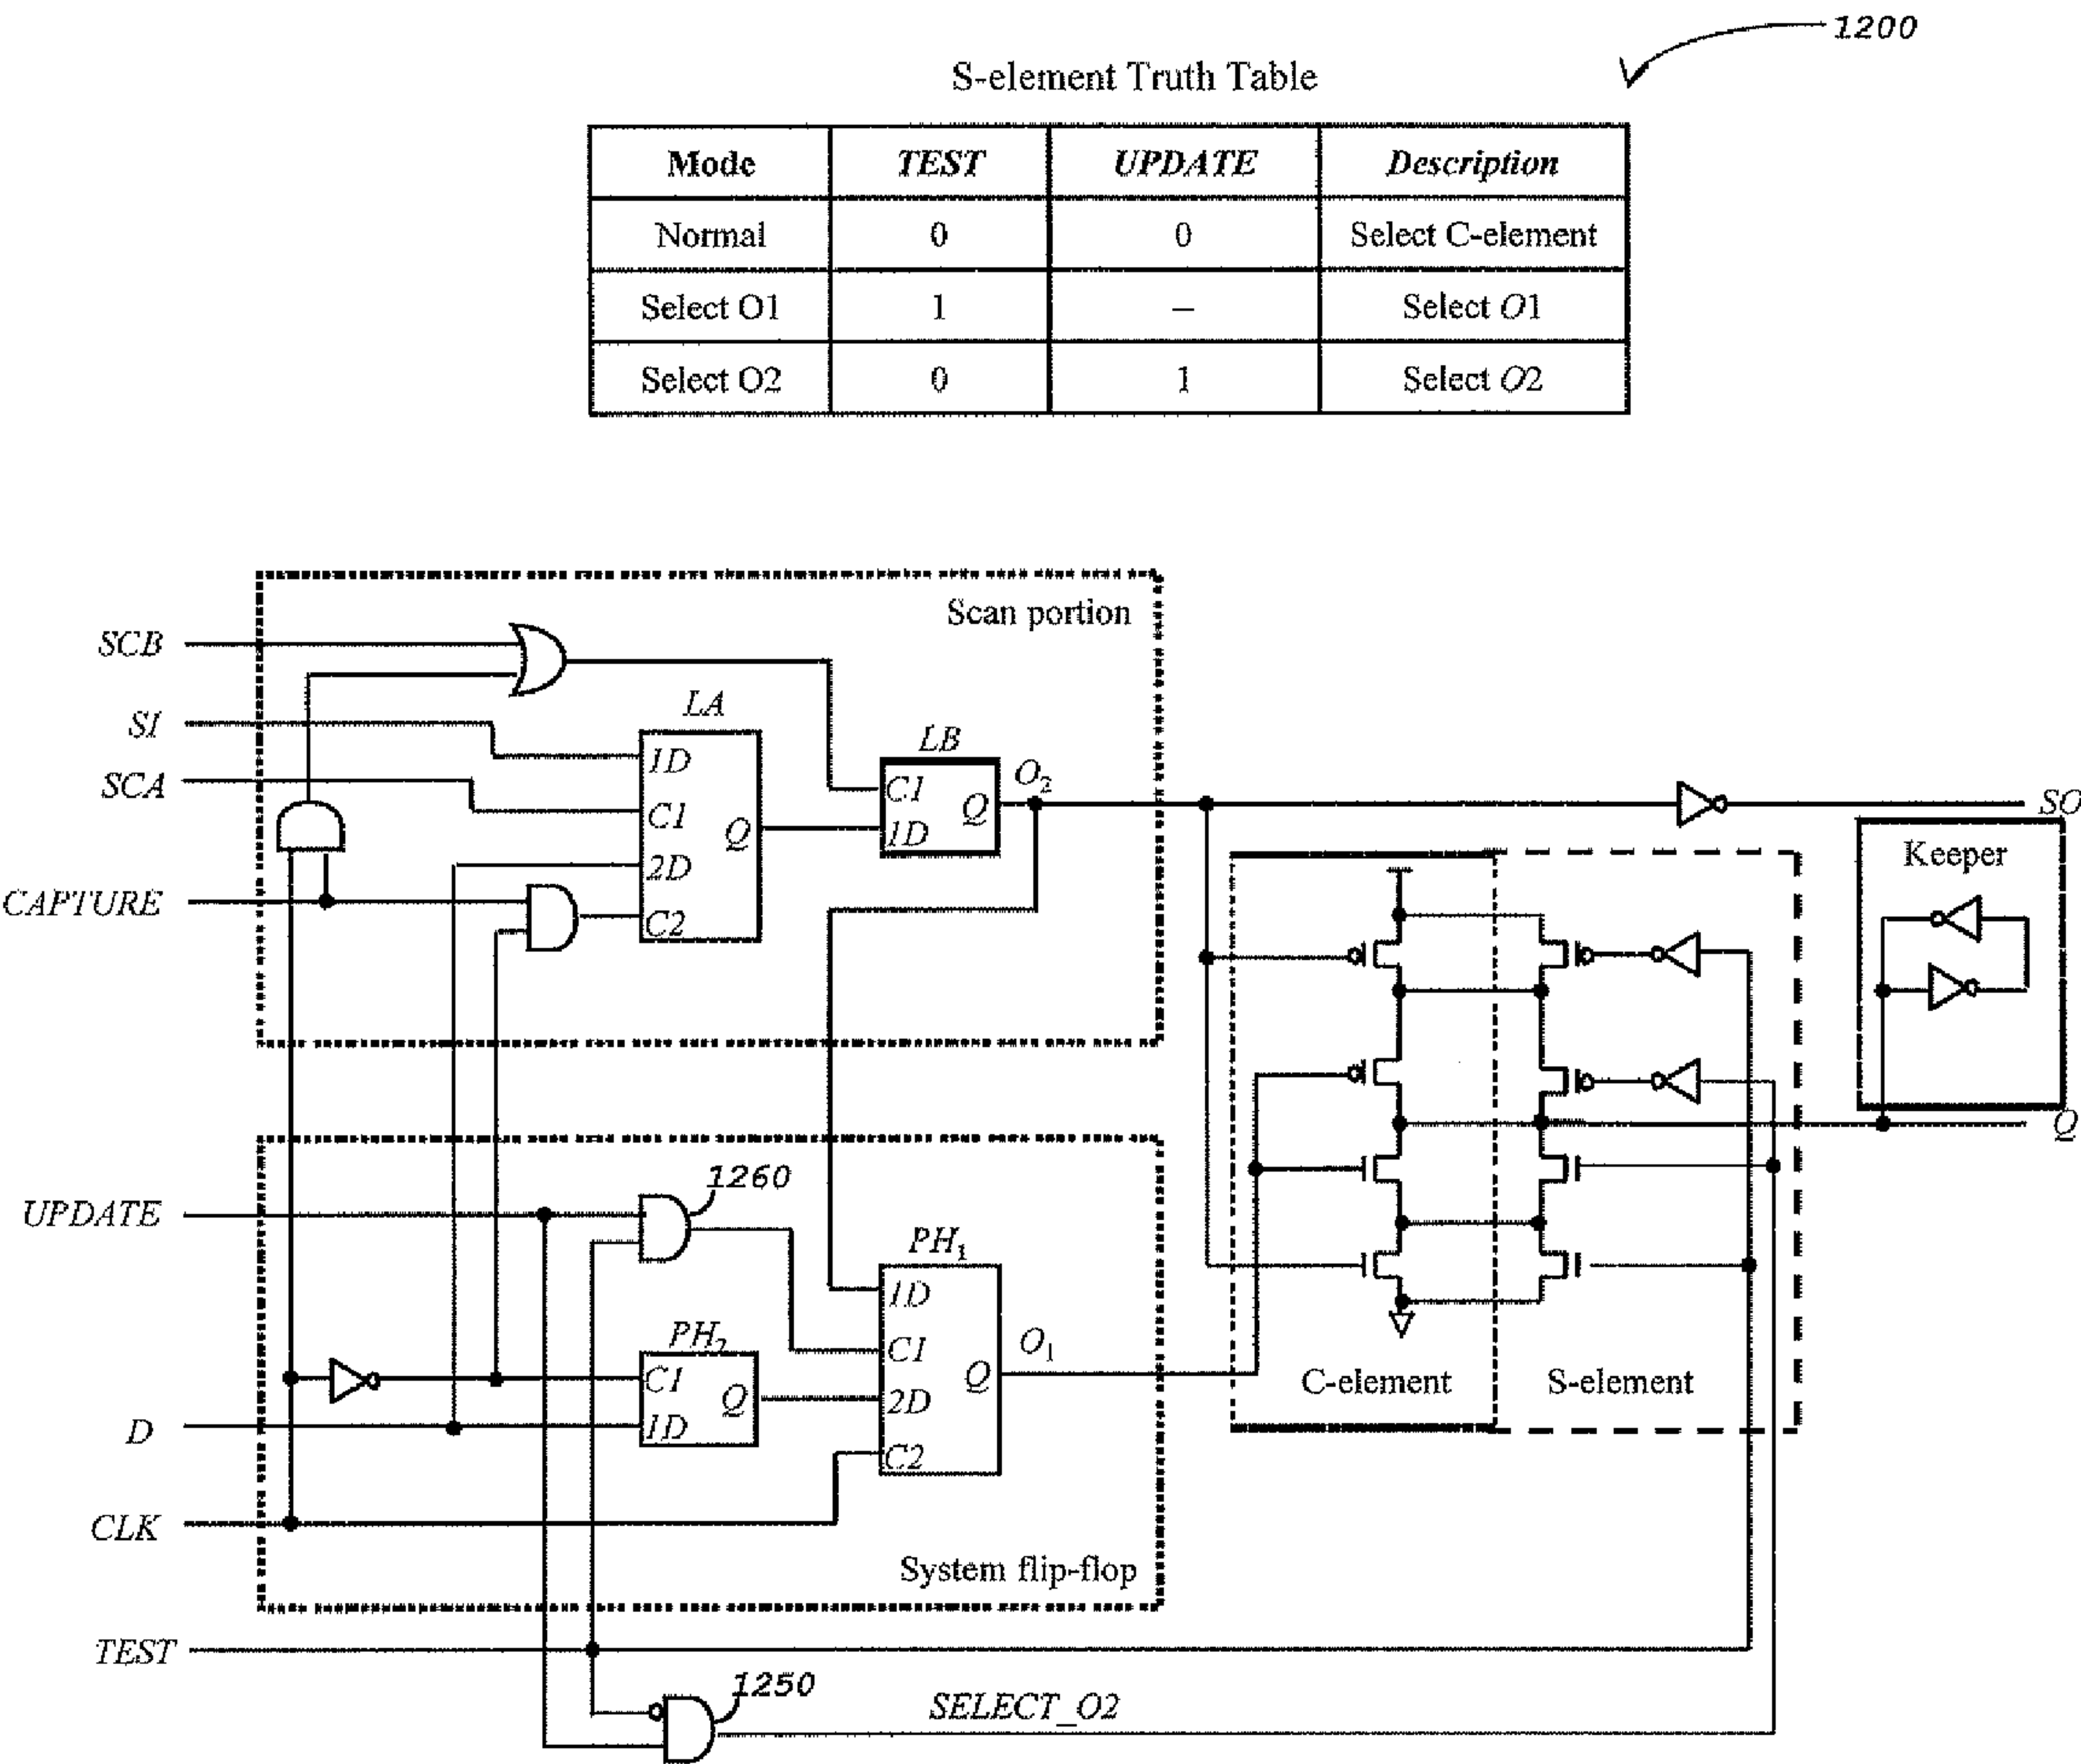 1200
S-element Truth Table
Mode TEST UPDATE Description
Normal 0 0 Select C-element
Select O1 1 – Select O1
Select O2 0 1 Select O2
Scan portion
SCB
LA
SI
1D
LB
SCA
C1
Q
2D
C2
C1
Q
1D
O2
SO
Keeper
CAPTURE
Q
UPDATE
1260
PH1
1D
C1
Q
2D
C2
O1
PH2
C1
Q
1D
C-element
S-element
D
CLK
System flip-flop
TEST
1250
SELECT_O2